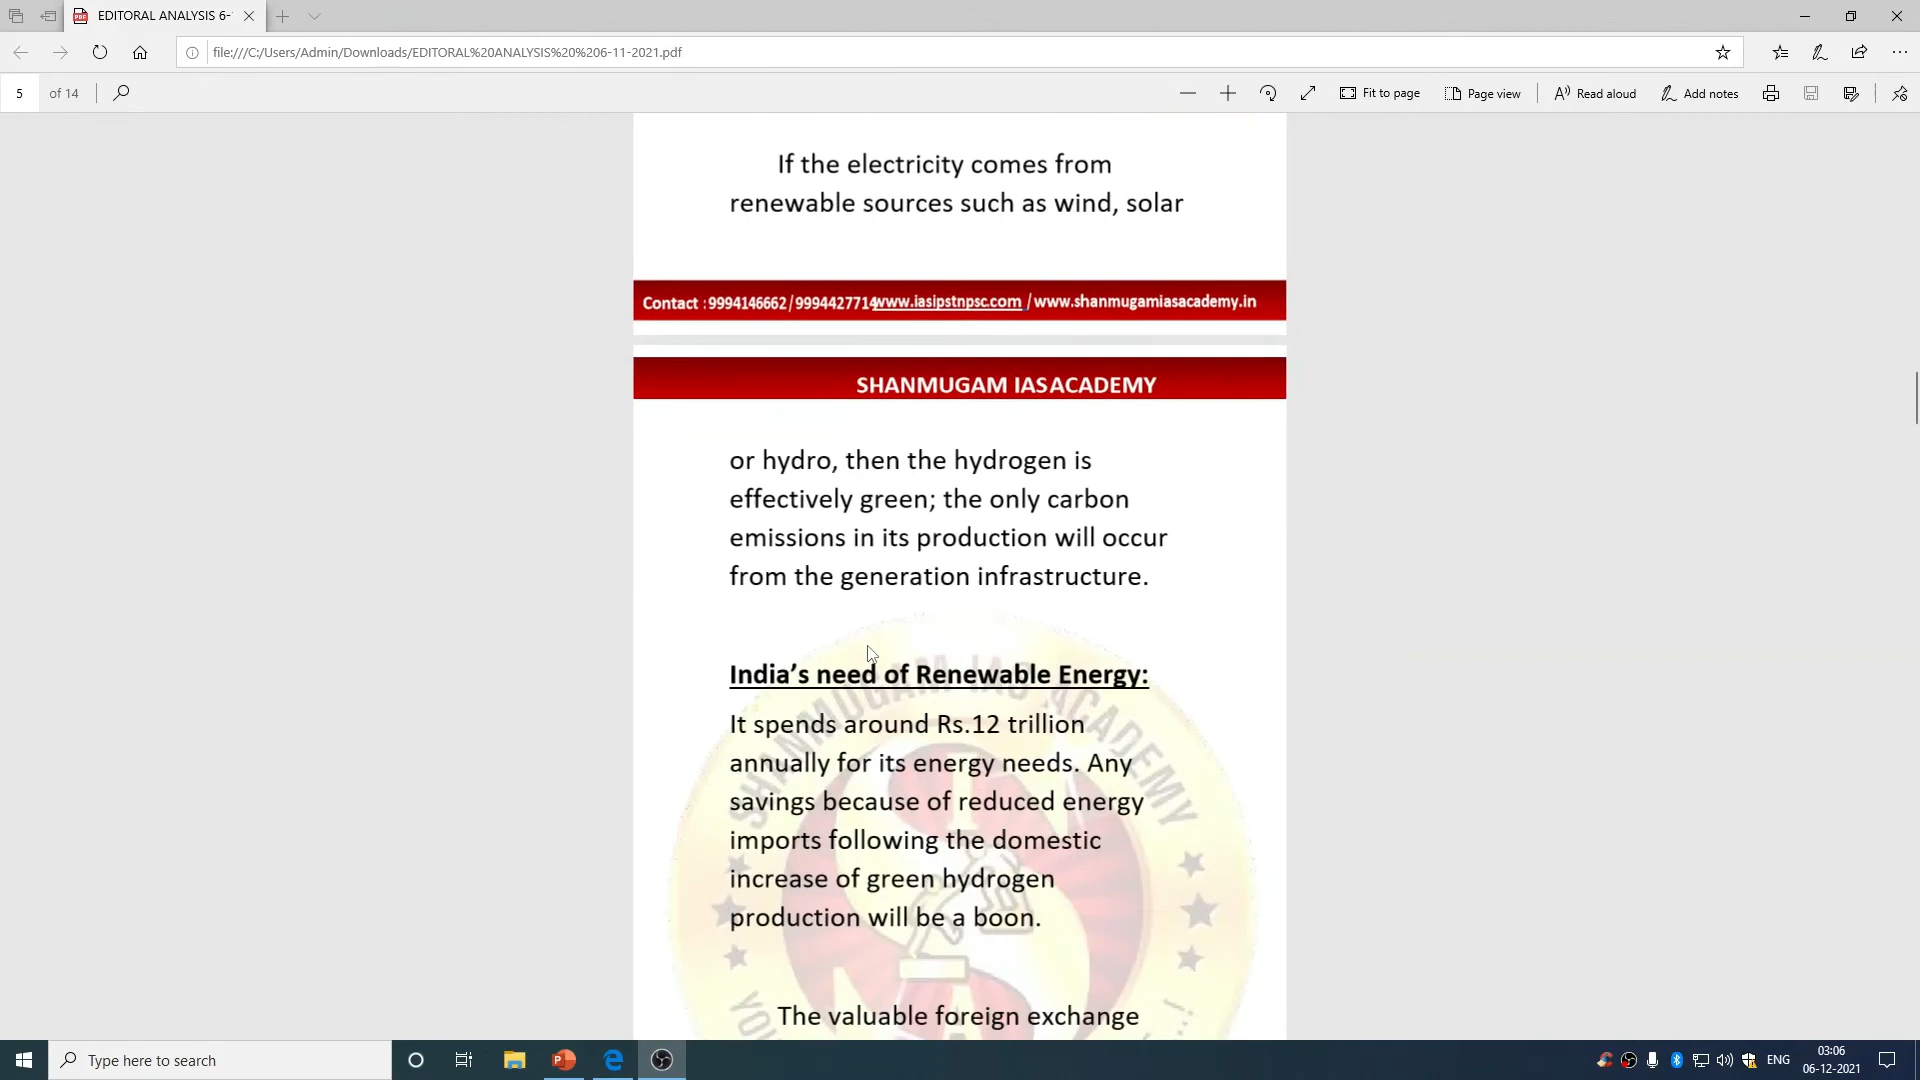 EDITORAL ANALYSIS 6-
file:///C:/Users/Admin/Downloads/EDITORAL%20ANALYSIS%20%206-11-2021.pdf
5 of 14
Fit to page
Page view
Read aloud
Add notes
If the electricity comes from
renewable sources such as wind, solar
Contact :9994146662/9994427714www.iasipstnpsc.com /www.shanmugamiasacademy.in
SHANMUGAM IASACADEMY
or hydro, then the hydrogen is
effectively green; the only carbon
emissions in its production will occur
from the generation infrastructure.
India’s need of Renewable Energy:
It spends around Rs.12 trillion
annually for its energy needs. Any
savings because of reduced energy
imports following the domestic
increase of green hydrogen
production will be a boon.
SHANMUGAM IAS ACADEMY
The valuable foreign exchange
Type here to search
ENG
03:06
06-12-2021